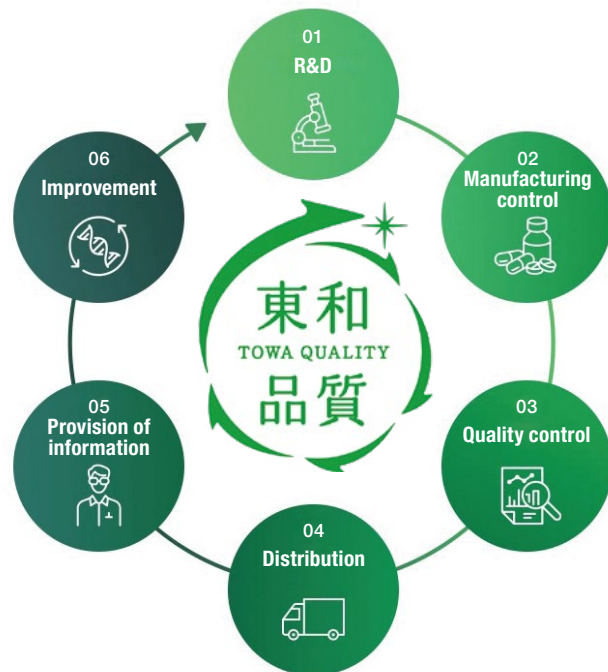 01
R&D
02
Manufacturing
control
03
Quality control
04
Distribution
05
Provision of
information
06
Improvement
東和
TOWA QUALITY
品質